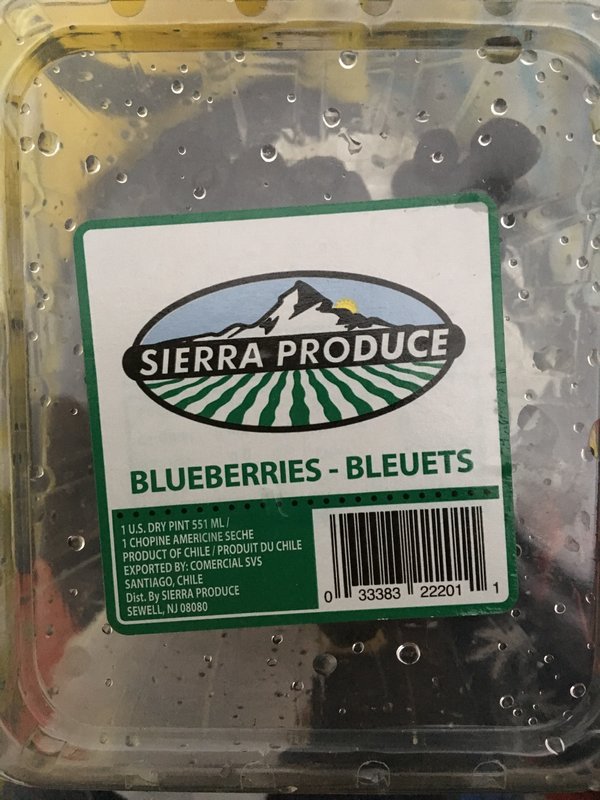 SIERRA PRODUCE
BLUEBERRIES - BLEUETS
1 U.S. DRY PINT 551 ML /
1 CHOPINE AMERICINE SECHE
PRODUCT OF CHILE / PRODUIT DU CHILE
EXPORTED BY: COMERCIAL SVS
SANTIAGO, CHILE
Dist. By SIERRA PRODUCE
SEWELL, NJ 08080
0 33383 22201 1